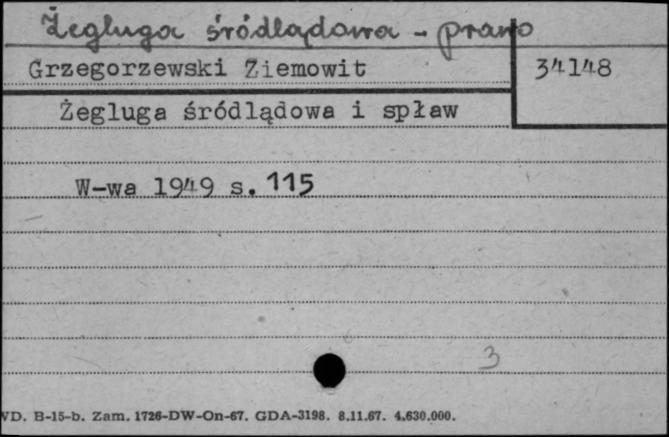 Żegluga śródlądowa - prawo
Grzegorzewski Ziemowit 34148
Żegluga śródlądowa i spław
W-wa 1949 s. 115
3
VD. B-15-b. Zam. 1726-DW-On-67. GDA-3198. 8.11.67. 4.630.000.